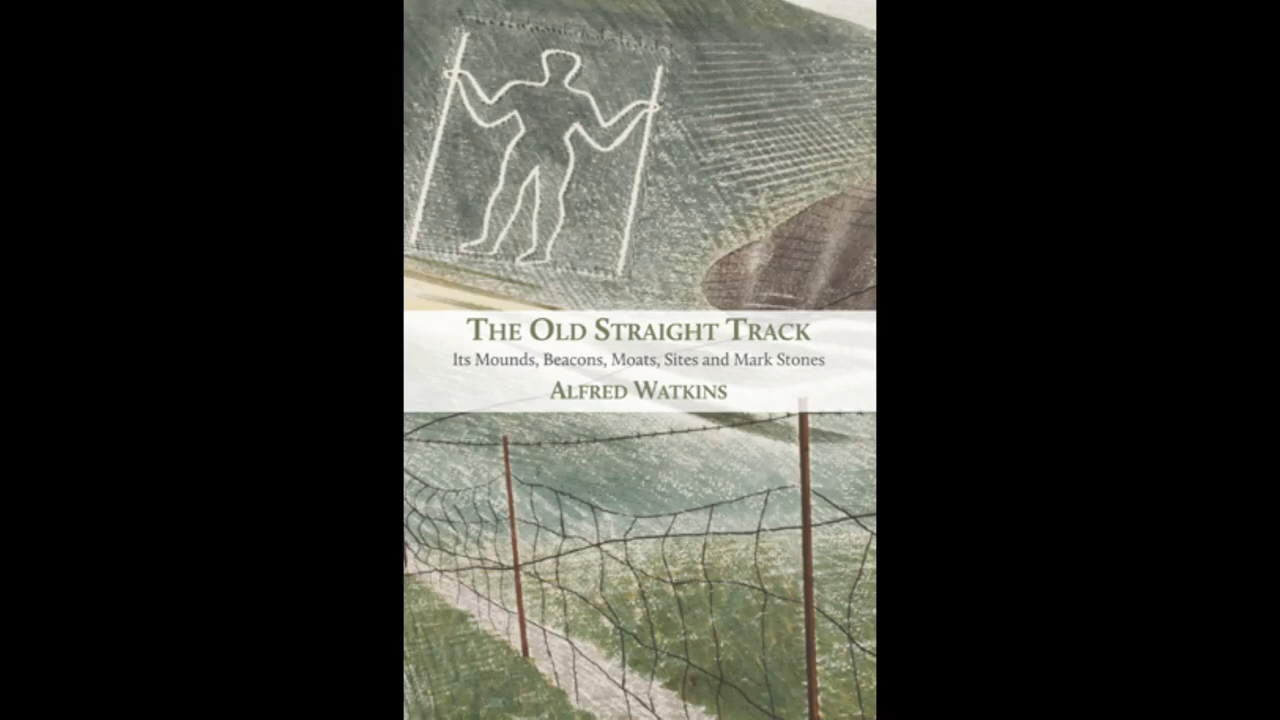 The Old Straight Track
Its Mounds, Beacons, Moats, Sites and Mark Stones
Alfred Watkins